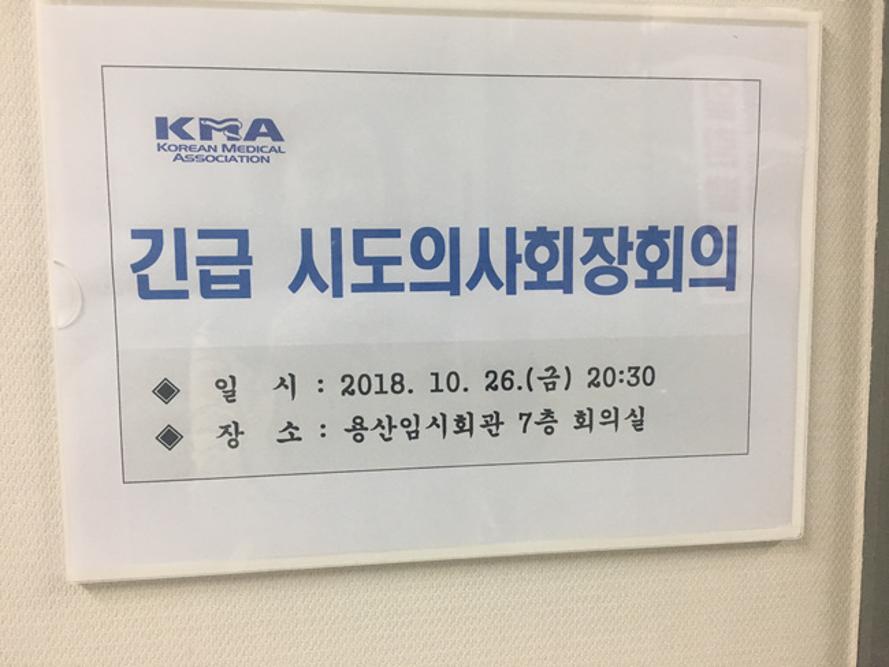 KMA
KOREAN MEDICAL
ASSOCIATION
긴급 시도의사회장회의
◈ 일 시 : 2018. 10. 26.(금) 20:30
◈ 장 소 : 용산임시회관 7층 회의실